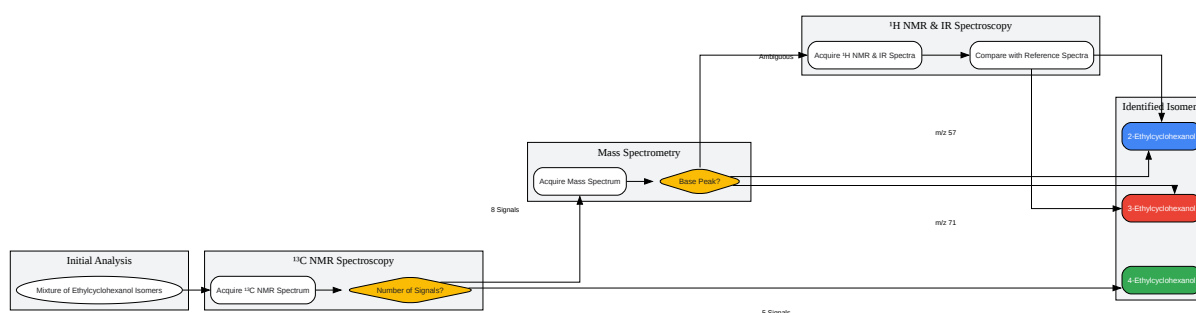 ¹H NMR & IR Spectroscopy
Ambiguous
Acquire ¹H NMR & IR Spectra
Compare with Reference Spectra
Identified Isomer
m/z 57
2-Ethylcyclohexanol
Mass Spectrometry
Acquire Mass Spectrum
Base Peak?
8 Signals
3-Ethylcyclohexanol
m/z 71
Initial Analysis
¹³C NMR Spectroscopy
Mixture of Ethylcyclohexanol Isomers
Acquire ¹³C NMR Spectrum
Number of Signals?
4-Ethylcyclohexanol
5 Signals